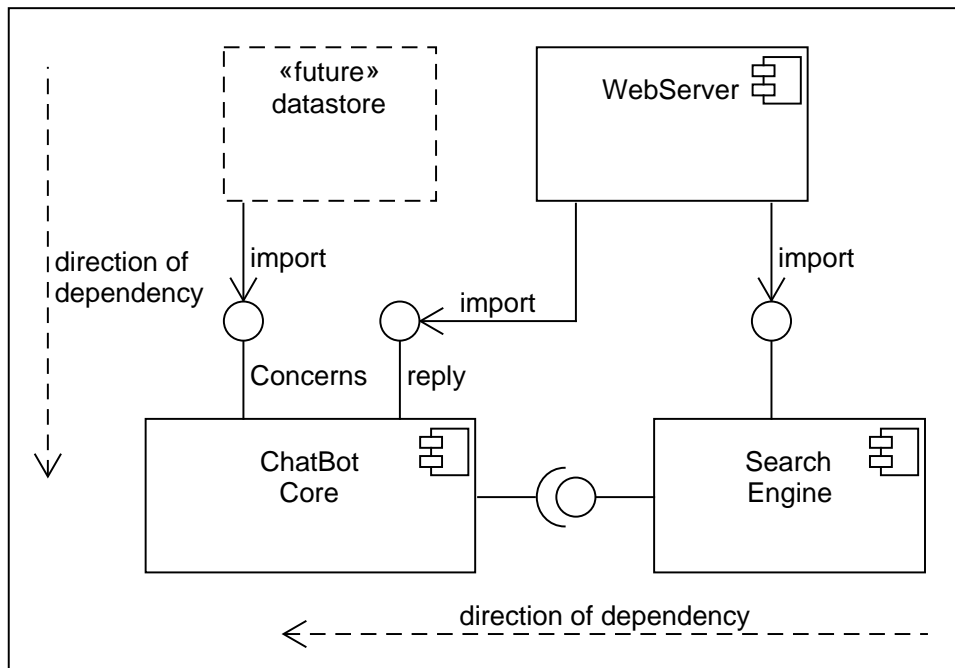 «future»
datastore
WebServer
direction of
dependency
import
import
import
Concerns
reply
ChatBot
Core
Search
Engine
direction of dependency